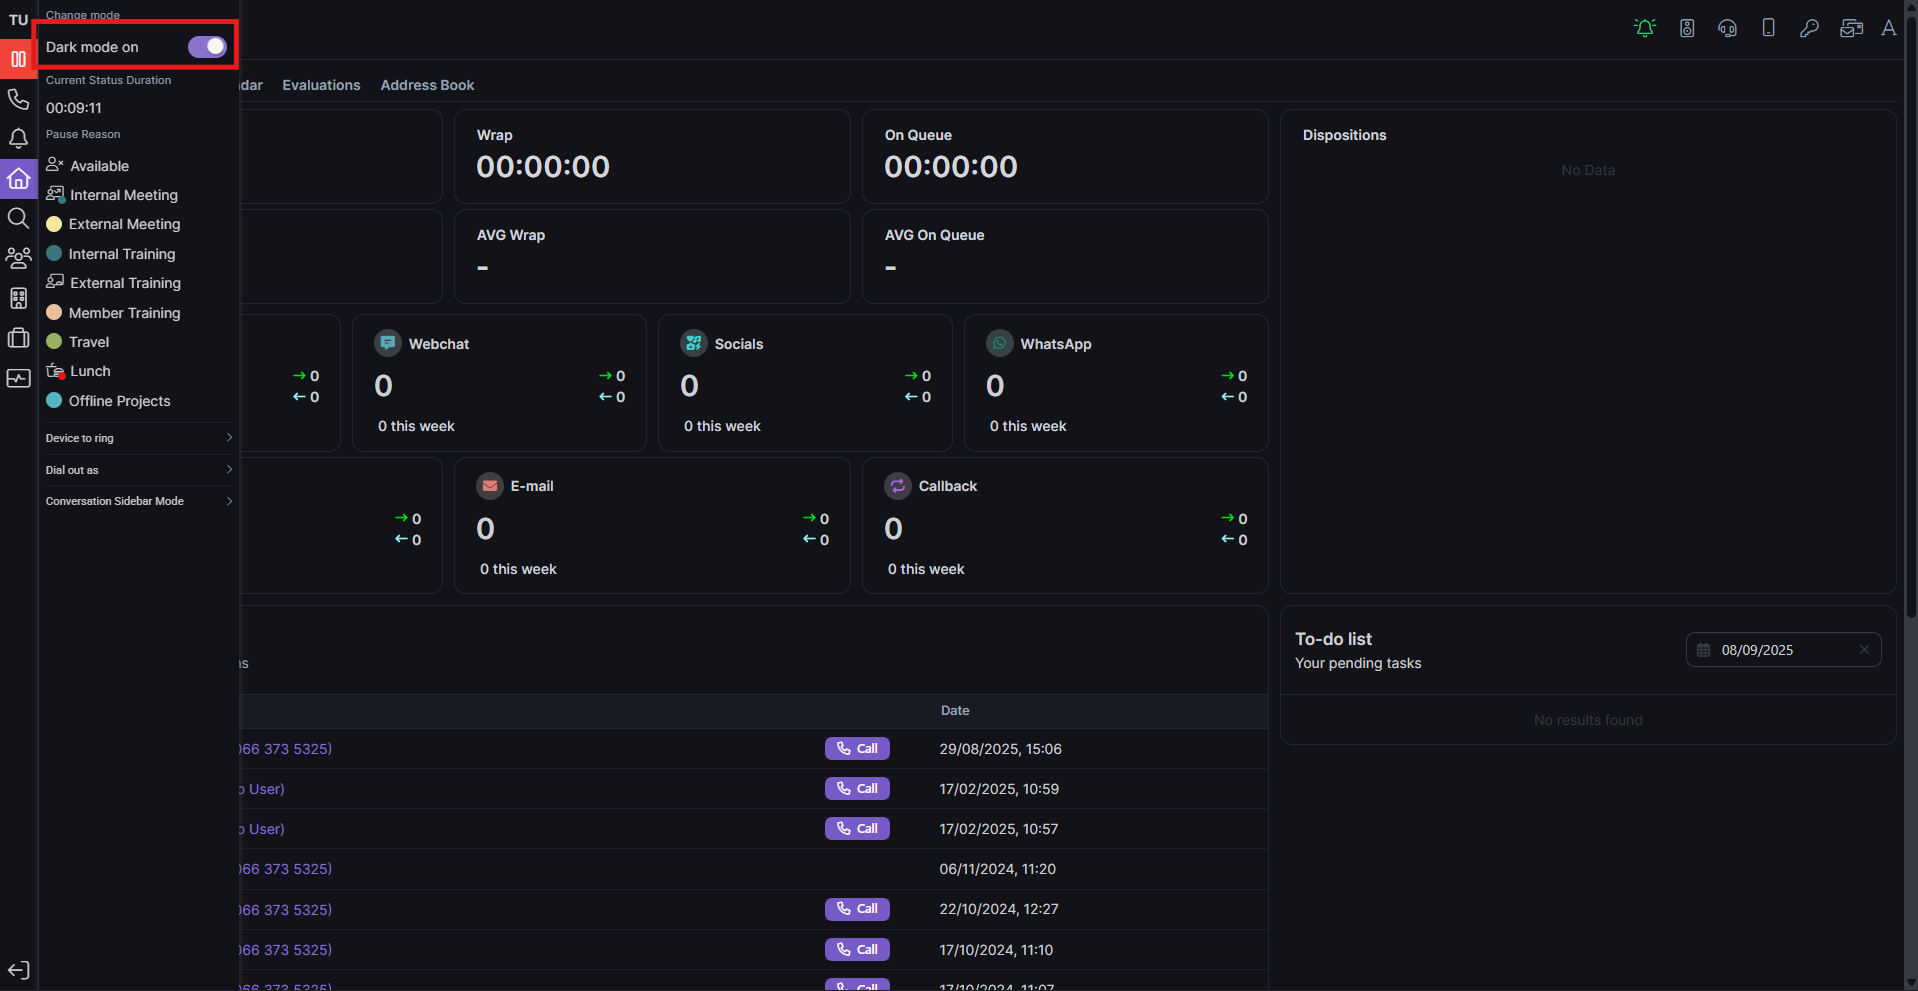 TU
Change mode
Dark mode on
Current Status Duration
00:09:11
Pause Reason
Available
Internal Meeting
External Meeting
Internal Training
External Training
Member Training
Travel
Lunch
Offline Projects
Device to ring
Dial out as
Conversation Sidebar Mode
dar Evaluations Address Book
Wrap
00:00:00
On Queue
00:00:00
Dispositions
No Data
AVG Wrap
-
AVG On Queue
-
→ 0
← 0
Webchat
0
→ 0
← 0
0 this week
Socials
0
→ 0
← 0
0 this week
WhatsApp
0
→ 0
← 0
0 this week
→ 0
← 0
E-mail
0
→ 0
← 0
0 this week
Callback
0
→ 0
← 0
0 this week
To-do list
Your pending tasks
08/09/2025
No results found
Date
066 373 5325) Call 29/08/2025, 15:06
User) Call 17/02/2025, 10:59
User) Call 17/02/2025, 10:57
066 373 5325) 06/11/2024, 11:20
066 373 5325) Call 22/10/2024, 12:27
066 373 5325) Call 17/10/2024, 11:10
066 373 5325) Call 17/10/2024, 11:07